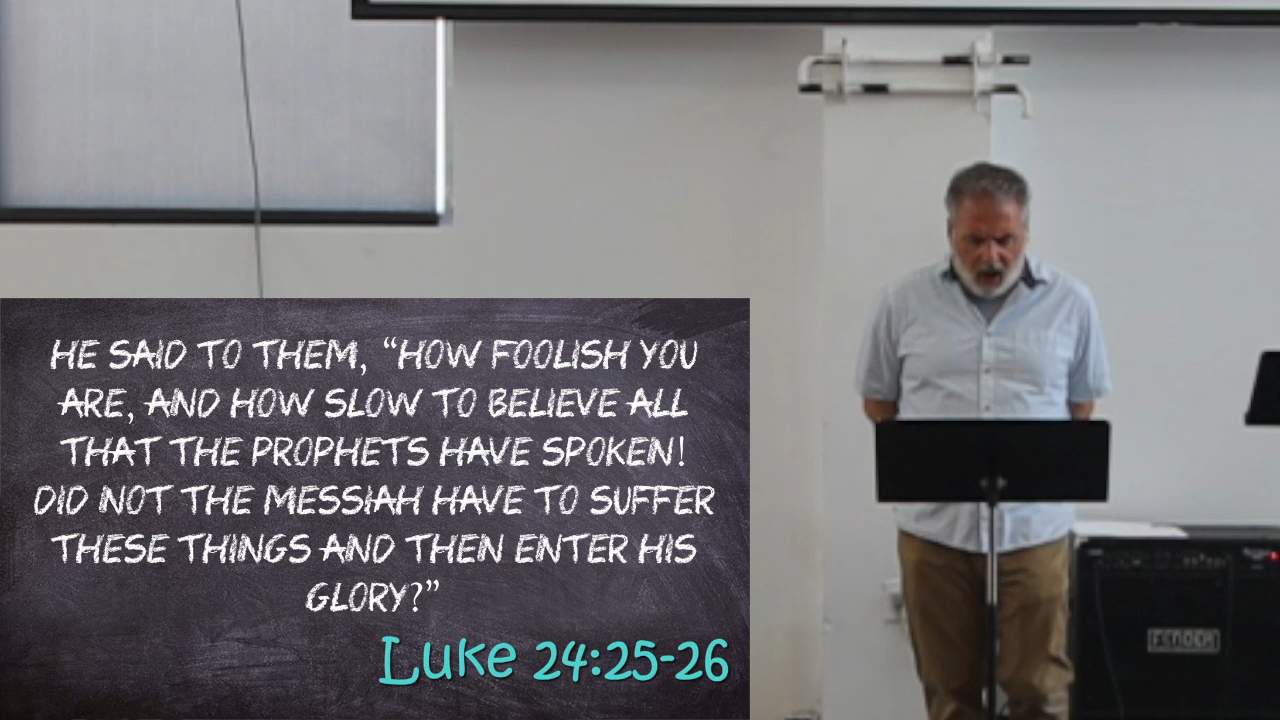 HE SAID TO THEM, “HOW FOOLISH YOU
ARE, AND HOW SLOW TO BELIEVE ALL
THAT THE PROPHETS HAVE SPOKEN!
DID NOT THE MESSIAH HAVE TO SUFFER
THESE THINGS AND THEN ENTER HIS
GLORY?”
Luke 24:25-26
FENDER